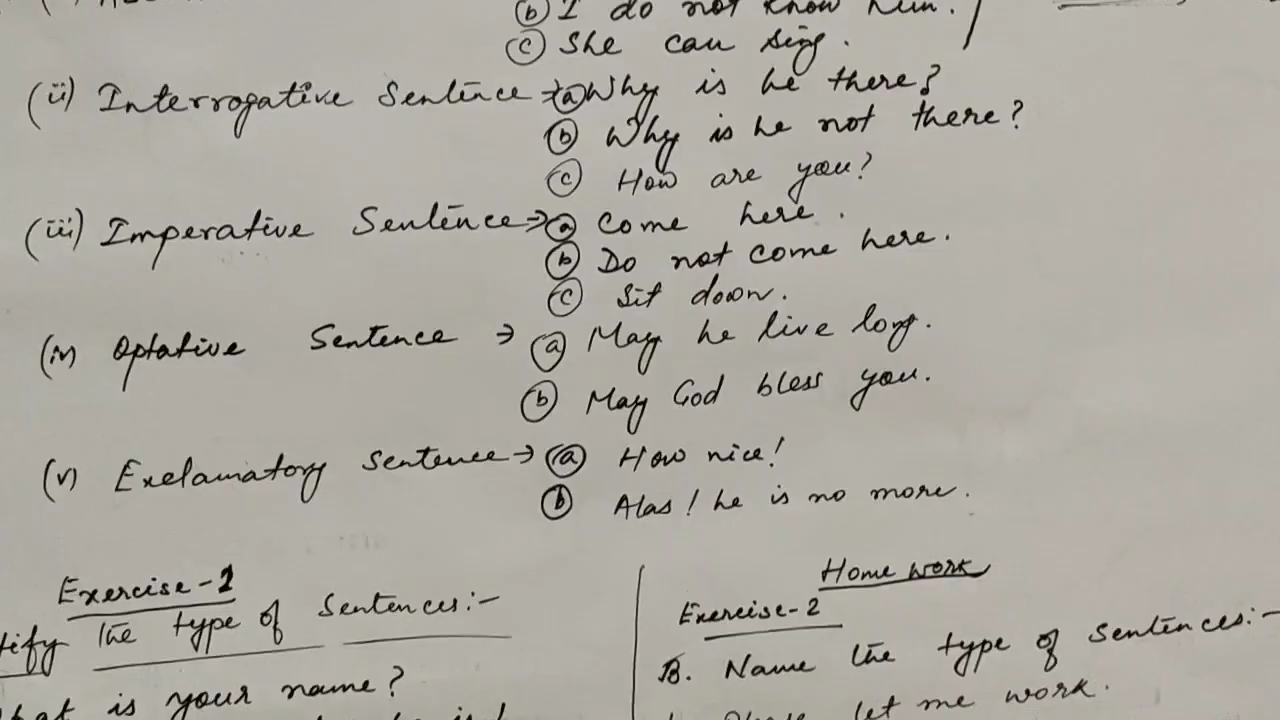 (b) I do not know him.
(c) She can sing.
(ii) Interrogative Sentence → (a) Why is he there?
(b) Why is he not there?
(c) How are you?
(iii) Imperative Sentence → (a) Come here.
(b) Do not come here.
(c) Sit down.
(iv) Optative Sentence → (a) May he live long.
(b) May God bless you.
(v) Exclamatory Sentence → (a) How nice!
(b) Alas! he is no more.
Exercise-1
tify the type of Sentences:-
hat is your name?
Home work
Exercise-2
B. Name the type of Sentences:-
let me work.